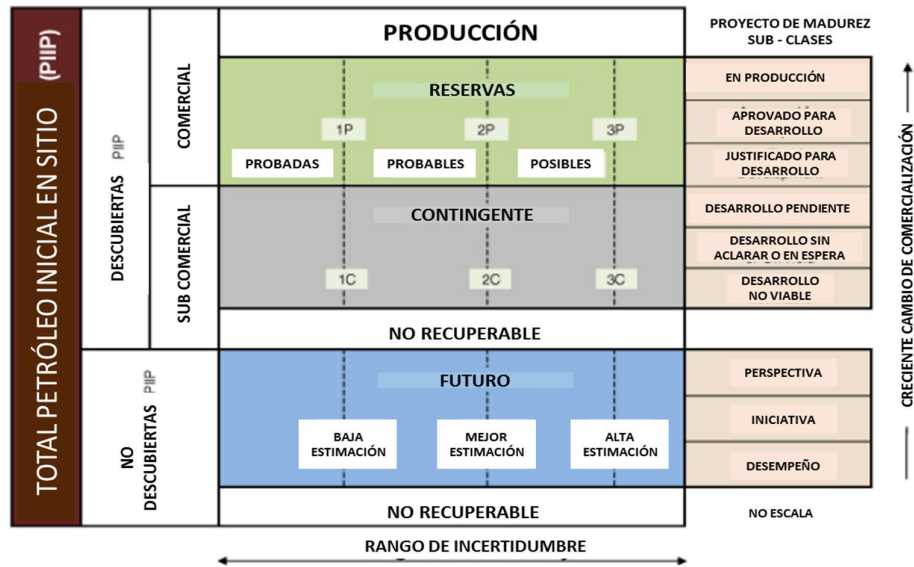 TOTAL PETRÓLEO INICIAL EN SITIO (PIIP)
DESCUBIERTAS PIIP
COMERCIAL
PRODUCCIÓN
PROYECTO DE MADUREZ
SUB - CLASES
RESERVAS
1P
2P
3P
PROBADAS
PROBABLES
POSIBLES
EN PRODUCCIÓN
APROVADO PARA
DESARROLLO
JUSTIFICADO PARA
DESARROLLO
SUB COMERCIAL
CONTINGENTE
1C
2C
3C
DESARROLLO PENDIENTE
DESARROLLO SIN
ACLARAR O EN ESPERA
DESARROLLO
NO VIABLE
NO RECUPERABLE
NO
DESCUBIERTAS PIIP
FUTURO
BAJA
ESTIMACIÓN
MEJOR
ESTIMACIÓN
ALTA
ESTIMACIÓN
PERSPECTIVA
INICIATIVA
DESEMPEÑO
NO RECUPERABLE
NO ESCALA
RANGO DE INCERTIDUMBRE
CRECIENTE CAMBIO DE COMERCIALIZACIÓN